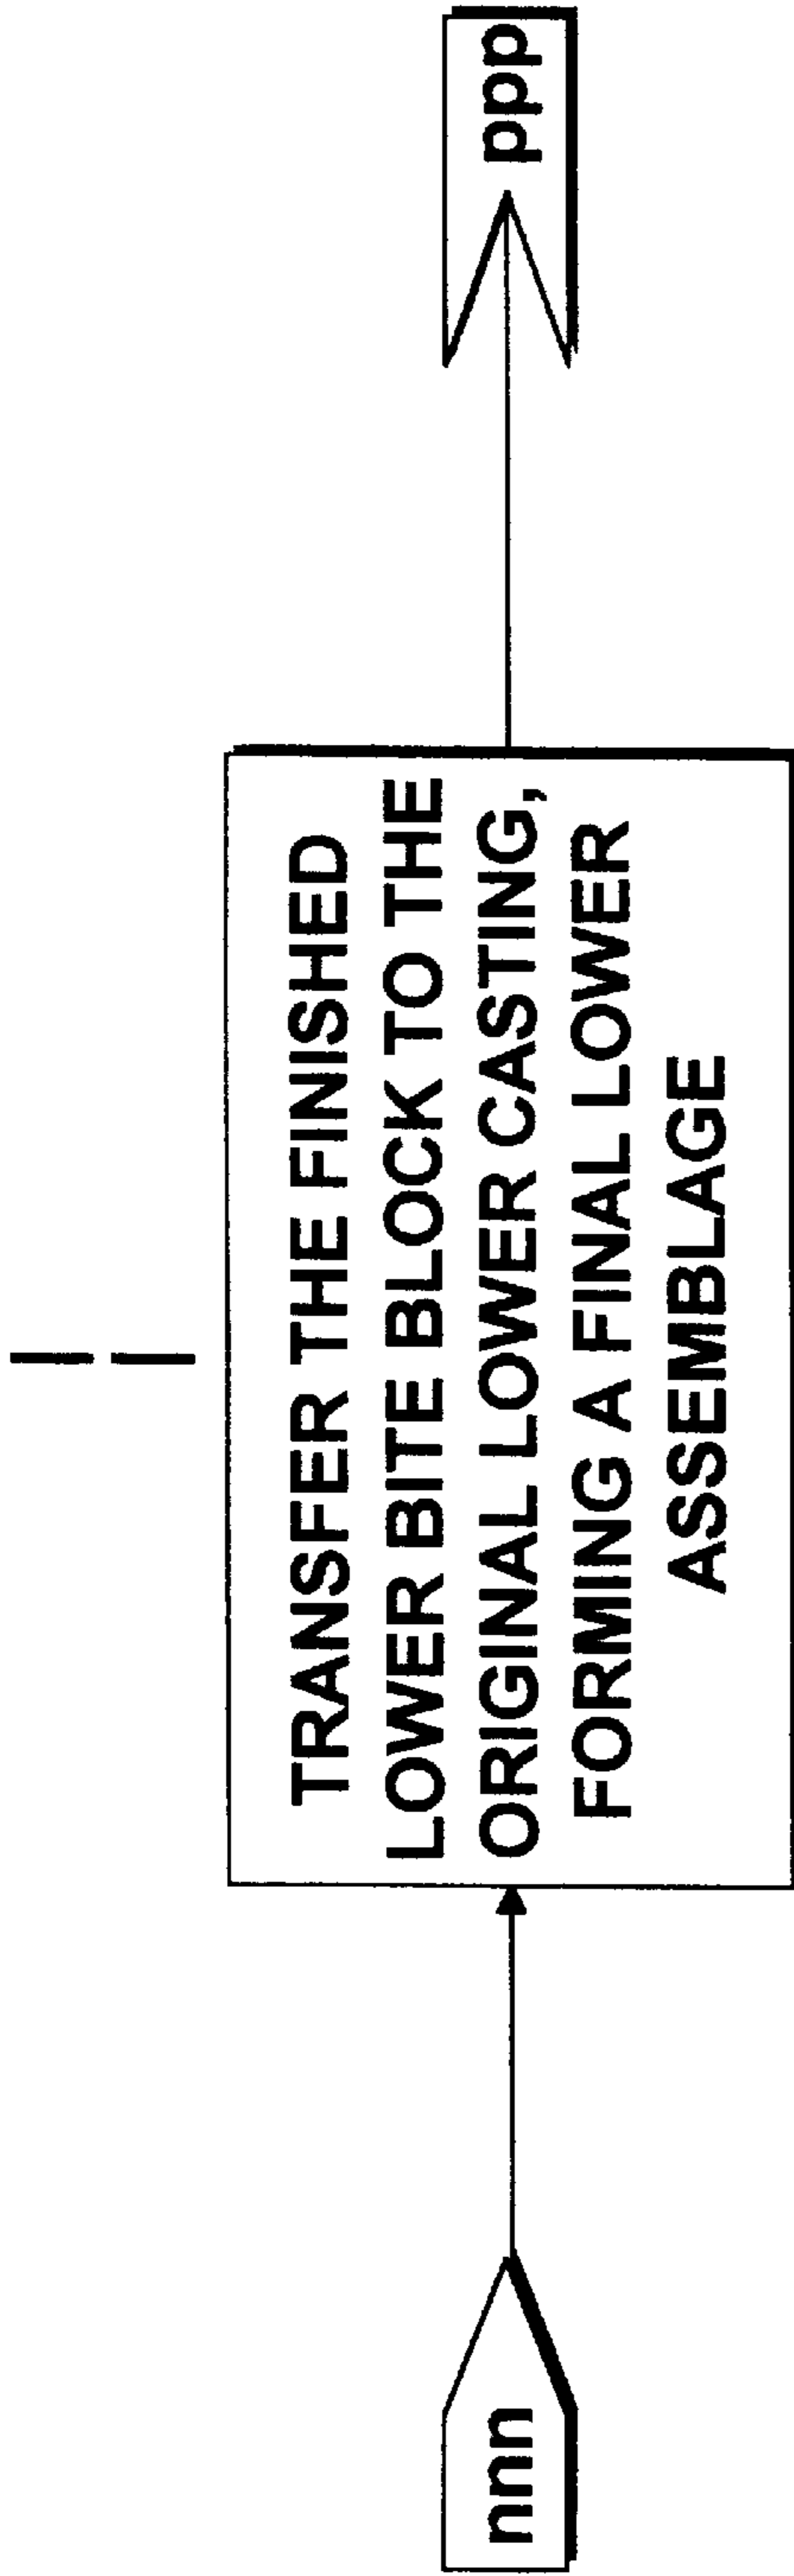 nnn
TRANSFER THE FINISHED
LOWER BITE BLOCK TO THE
ORIGINAL LOWER CASTING,
FORMING A FINAL LOWER
ASSEMBLAGE
ppp